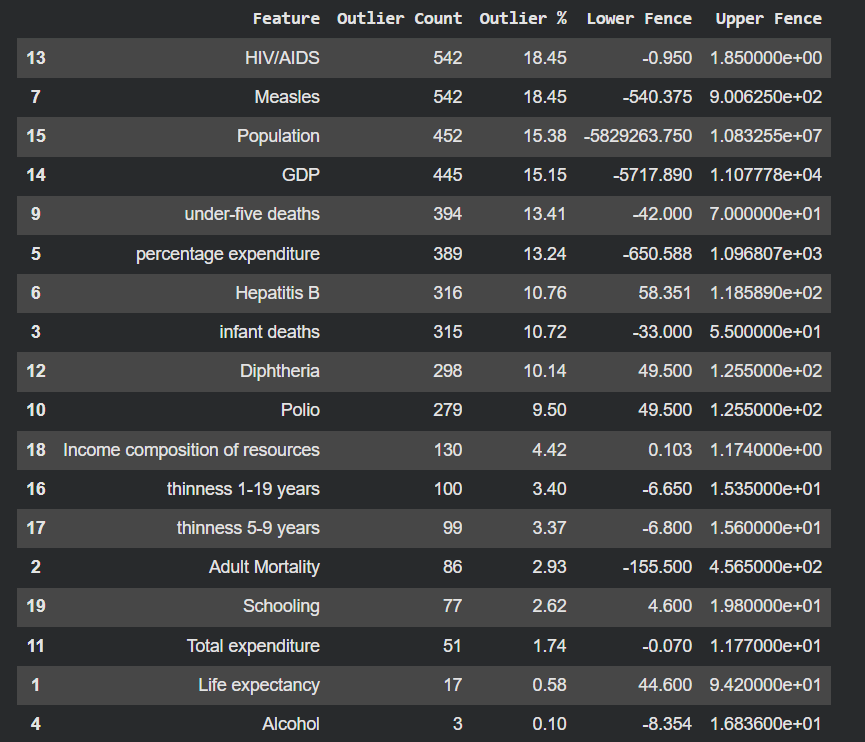 Feature Outlier Count Outlier % Lower Fence Upper Fence
13 HIV/AIDS 542 18.45 -0.950 1.850000e+00
7 Measles 542 18.45 -540.375 9.006250e+02
15 Population 452 15.38 -5829263.750 1.083255e+07
14 GDP 445 15.15 -5717.890 1.107778e+04
9 under-five deaths 394 13.41 -42.000 7.000000e+01
5 percentage expenditure 389 13.24 -650.588 1.096807e+03
6 Hepatitis B 316 10.76 58.351 1.185890e+02
3 infant deaths 315 10.72 -33.000 5.500000e+01
12 Diphtheria 298 10.14 49.500 1.255000e+02
10 Polio 279 9.50 49.500 1.255000e+02
18 Income composition of resources 130 4.42 0.103 1.174000e+00
16 thinness 1-19 years 100 3.40 -6.650 1.535000e+01
17 thinness 5-9 years 99 3.37 -6.800 1.560000e+01
2 Adult Mortality 86 2.93 -155.500 4.565000e+02
19 Schooling 77 2.62 4.600 1.980000e+01
11 Total expenditure 51 1.74 -0.070 1.177000e+01
1 Life expectancy 17 0.58 44.600 9.420000e+01
4 Alcohol 3 0.10 -8.354 1.683600e+01